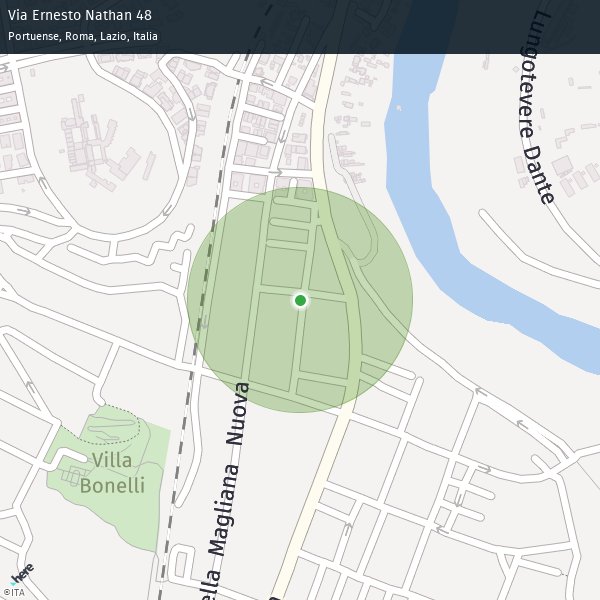 Via Ernesto Nathan 48
Portuense, Roma, Lazio, Italia
Lungotevere Dante
Villa
Bonelli
ella Magliana Nuova
here
©ITA